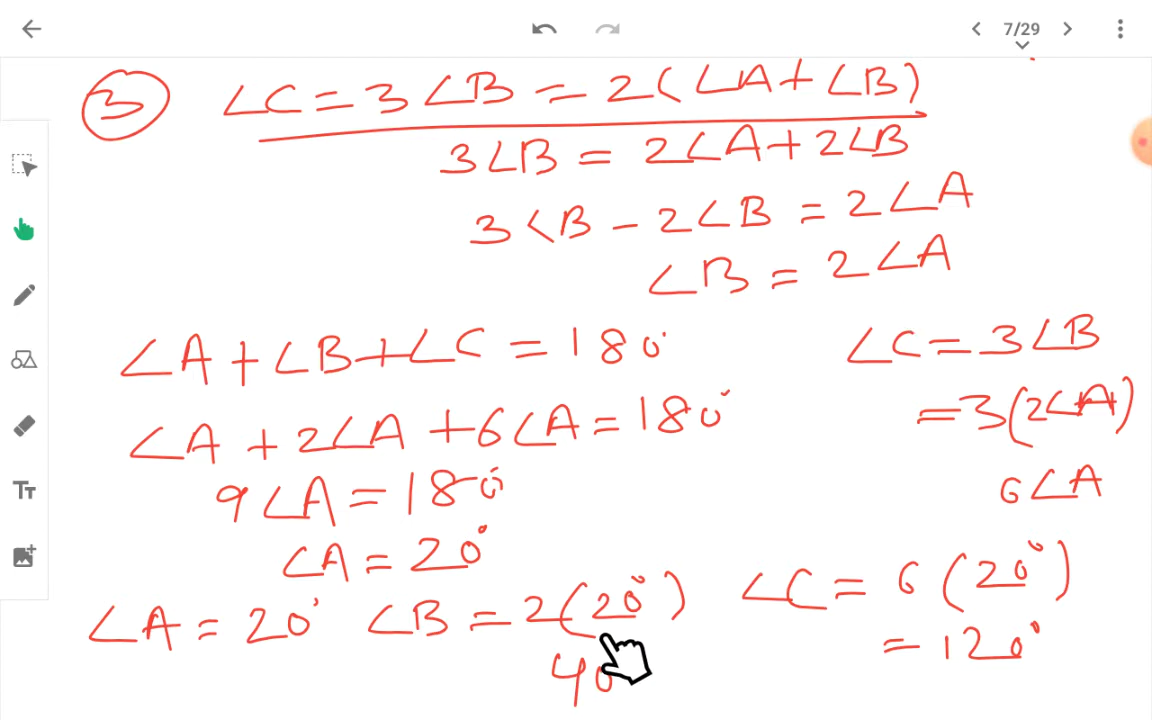 7/29
3 ∠C = 3 ∠B = 2(∠A + ∠B)
3∠B = 2∠A + 2∠B
3∠B - 2∠B = 2∠A
∠B = 2∠A
∠A + ∠B + ∠C = 180°
∠C = 3∠B
∠A + 2∠A + 6∠A = 180°
= 3(2∠A)
9∠A = 180°
6∠A
∠A = 20°
∠A = 20° ∠B = 2(20°) ∠C = 6(20°)
40
= 120°
Tт